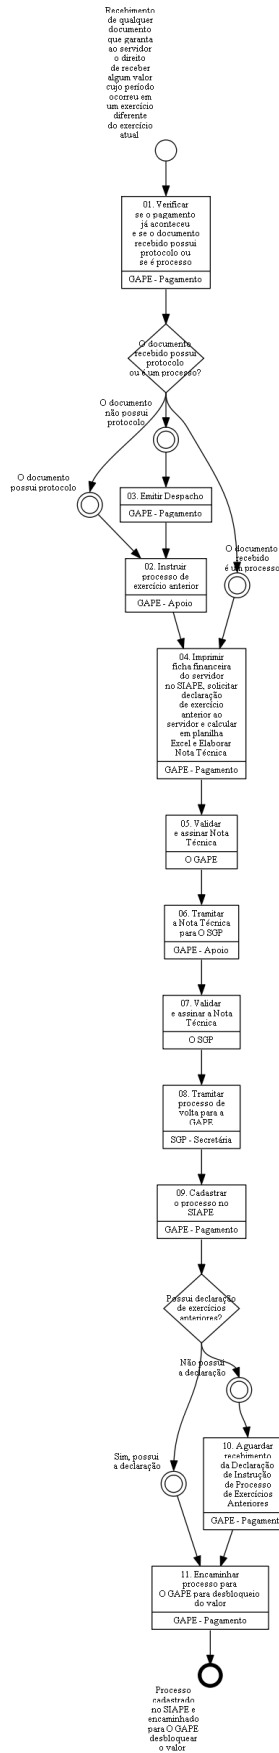 Recebimento
de qualquer
documento
que garanta
ao servidor
o direito
de receber
algum valor
cujo período
ocorreu em
um exercício
diferente
do exercício
atual
01. Verificar
se o pagamento
já aconteceu
e se o documento
recebido possui
protocolo ou
se é processo
GAPE - Pagamento
O documento
recebido possui
protocolo
ou é um processo?
O documento
não possui
protocolo
O documento
possui protocolo
03. Emitir Despacho
GAPE - Pagamento
O documento
recebido
é um processo
02. Instruir
processo de
exercício anterior
GAPE - Apoio
04. Imprimir
ficha financeira
do servidor
no SIAPE, solicitar
declaração
de exercício
anterior ao
servidor e calcular
em planilha
Excel e Elaborar
Nota Técnica
GAPE - Pagamento
05. Validar
e assinar Nota
Técnica
O GAPE
06. Tramitar
a Nota Técnica
para O SGP
GAPE - Apoio
07. Validar
e assinar a Nota
Técnica
O SGP
08. Tramitar
processo de
volta para a
GAPE
SGP - Secretária
09. Cadastrar
o processo no
SIAPE
GAPE - Pagamento
Possui declaração
de exercícios
anteriores?
Não possui
a declaração
Sim, possui
a declaração
10. Aguardar
recebimento
da Declaração
de Instrução
de Processo
de Exercícios
Anteriores
GAPE - Pagament
11. Encaminhar
processo para
O GAPE para desbloqueio
do valor
GAPE - Pagamento
Processo
cadastrado
no SIAPE e
encaminhado
para O GAPE
desbloquear
o valor